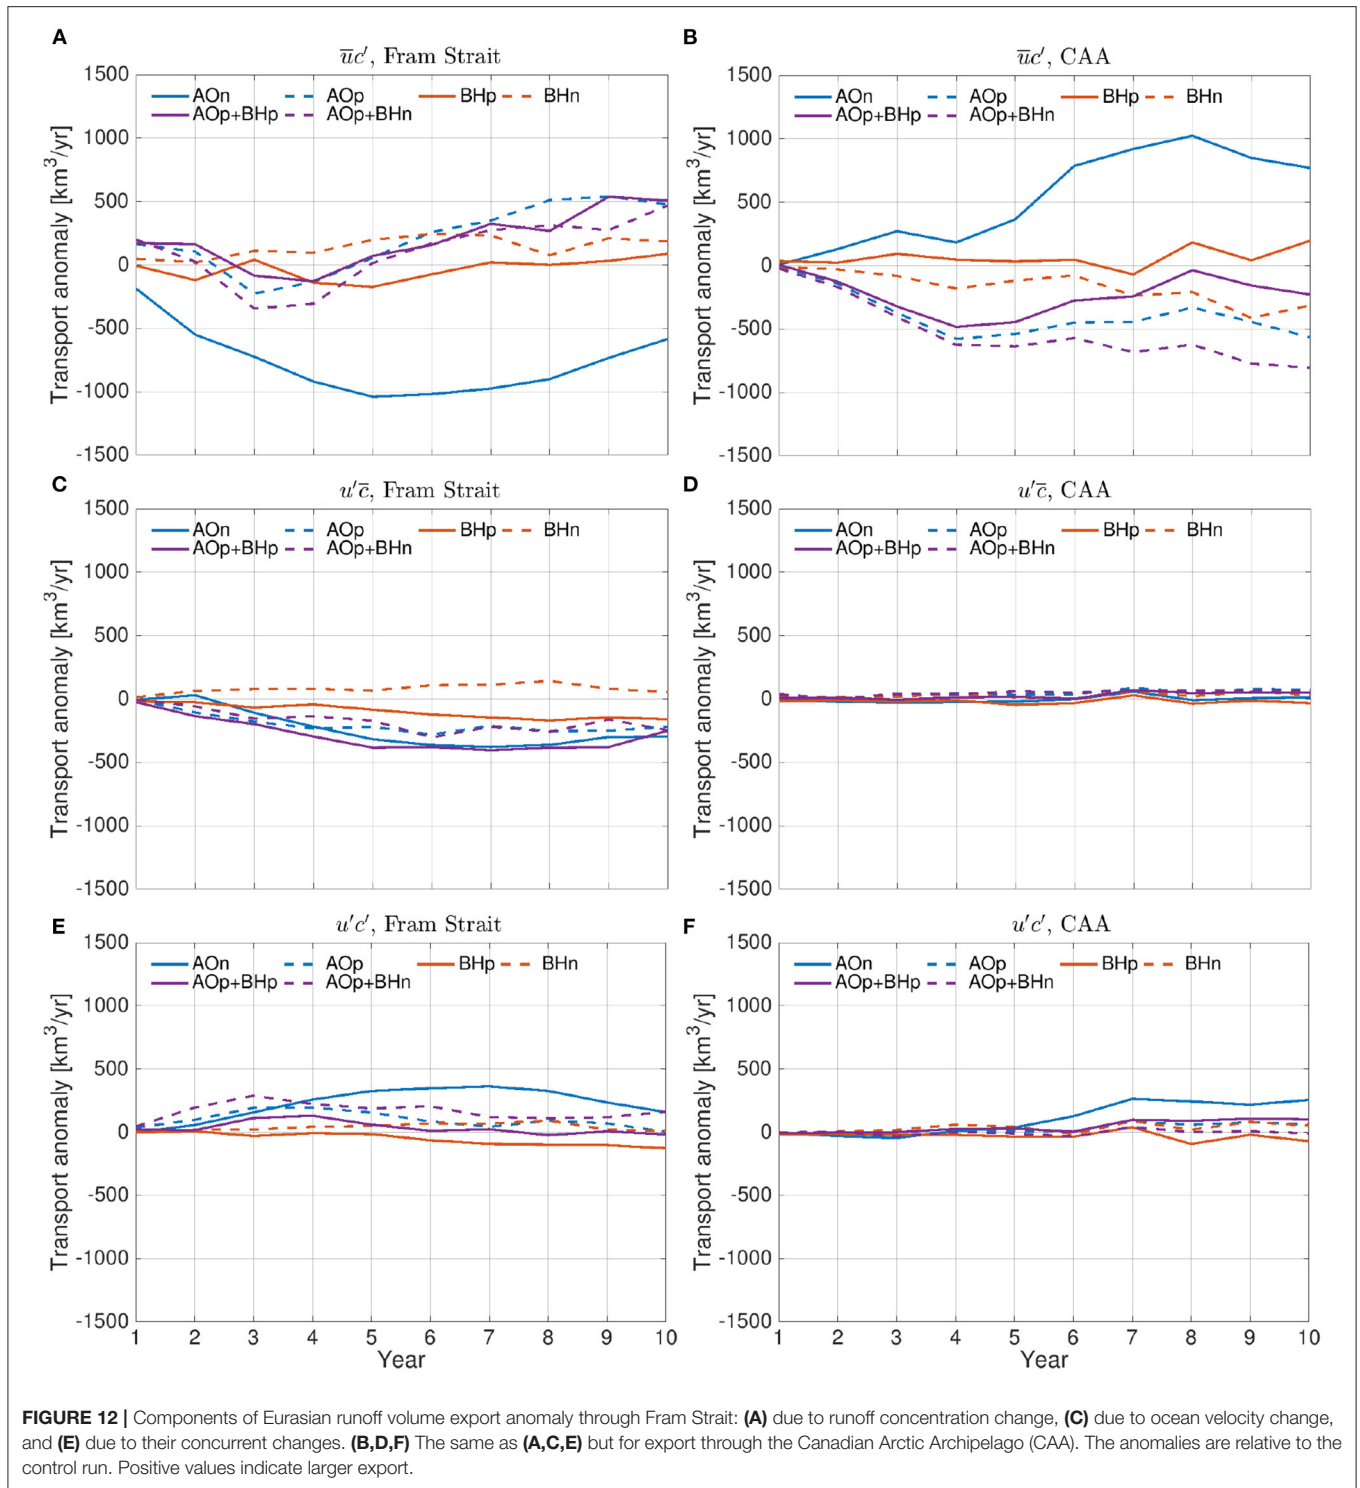 A
u̅c′, Fram Strait
1500
1000
500
0
-500
-1000
-1500
Transport anomaly [km³/yr]
AOn AOp BHp BHn
AOp+BHp AOp+BHn
B
u̅c′, CAA
1500
1000
500
0
-500
-1000
-1500
Transport anomaly [km³/yr]
AOn AOp BHp BHn
AOp+BHp AOp+BHn
C
u′c̅, Fram Strait
1500
1000
500
0
-500
-1000
-1500
Transport anomaly [km³/yr]
AOn AOp BHp BHn
AOp+BHp AOp+BHn
D
u′c̅, CAA
1500
1000
500
0
-500
-1000
-1500
Transport anomaly [km³/yr]
AOn AOp BHp BHn
AOp+BHp AOp+BHn
E
u′c′, Fram Strait
1500
1000
500
0
-500
-1000
-1500
Transport anomaly [km³/yr]
AOn AOp BHp BHn
AOp+BHp AOp+BHn
1 2 3 4 5 6 7 8 9 10
Year
F
u′c′, CAA
1500
1000
500
0
-500
-1000
-1500
Transport anomaly [km³/yr]
AOn AOp BHp BHn
AOp+BHp AOp+BHn
1 2 3 4 5 6 7 8 9 10
Year
FIGURE 12 | Components of Eurasian runoff volume export anomaly through Fram Strait: (A) due to runoff concentration change, (C) due to ocean velocity change,
and (E) due to their concurrent changes. (B,D,F) The same as (A,C,E) but for export through the Canadian Arctic Archipelago (CAA). The anomalies are relative to the
control run. Positive values indicate larger export.